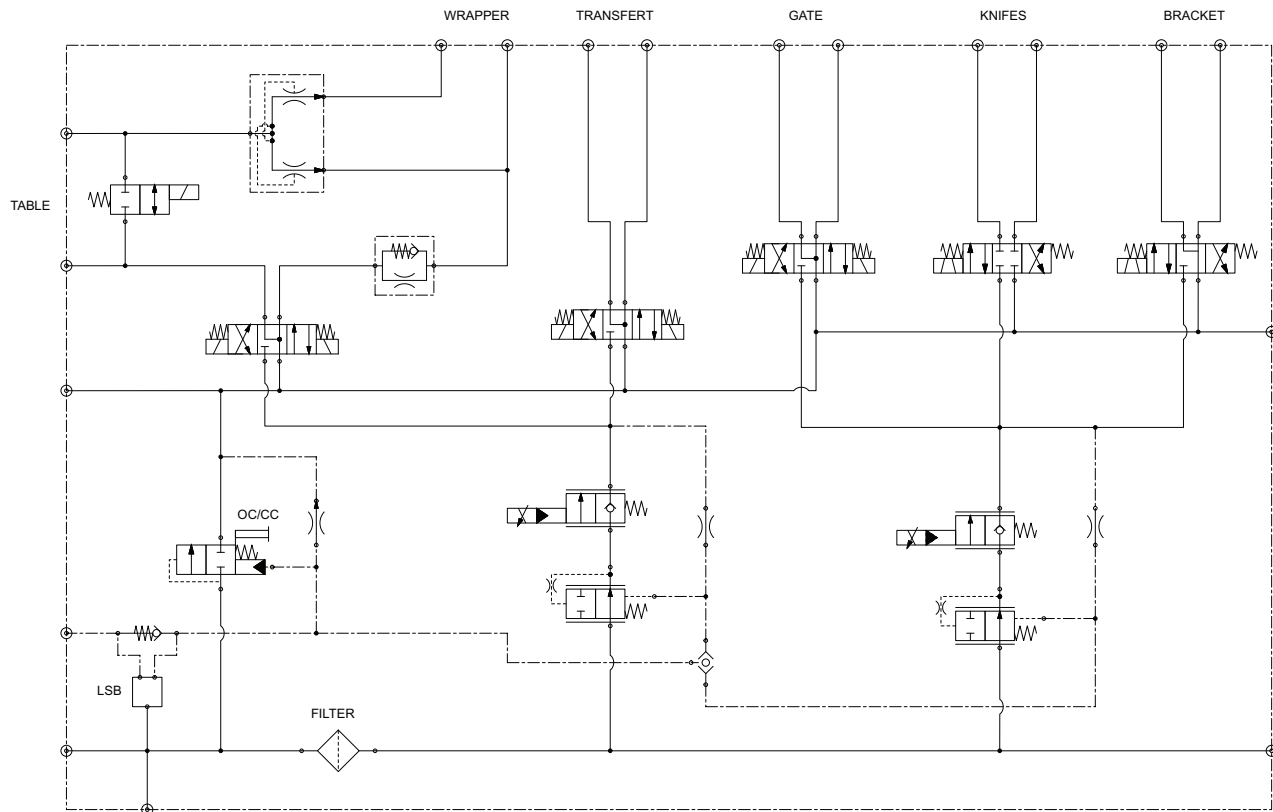 WRAPPER
TRANSFERT
GATE
KNIFES
BRACKET
TABLE
OC/CC
LSB
FILTER